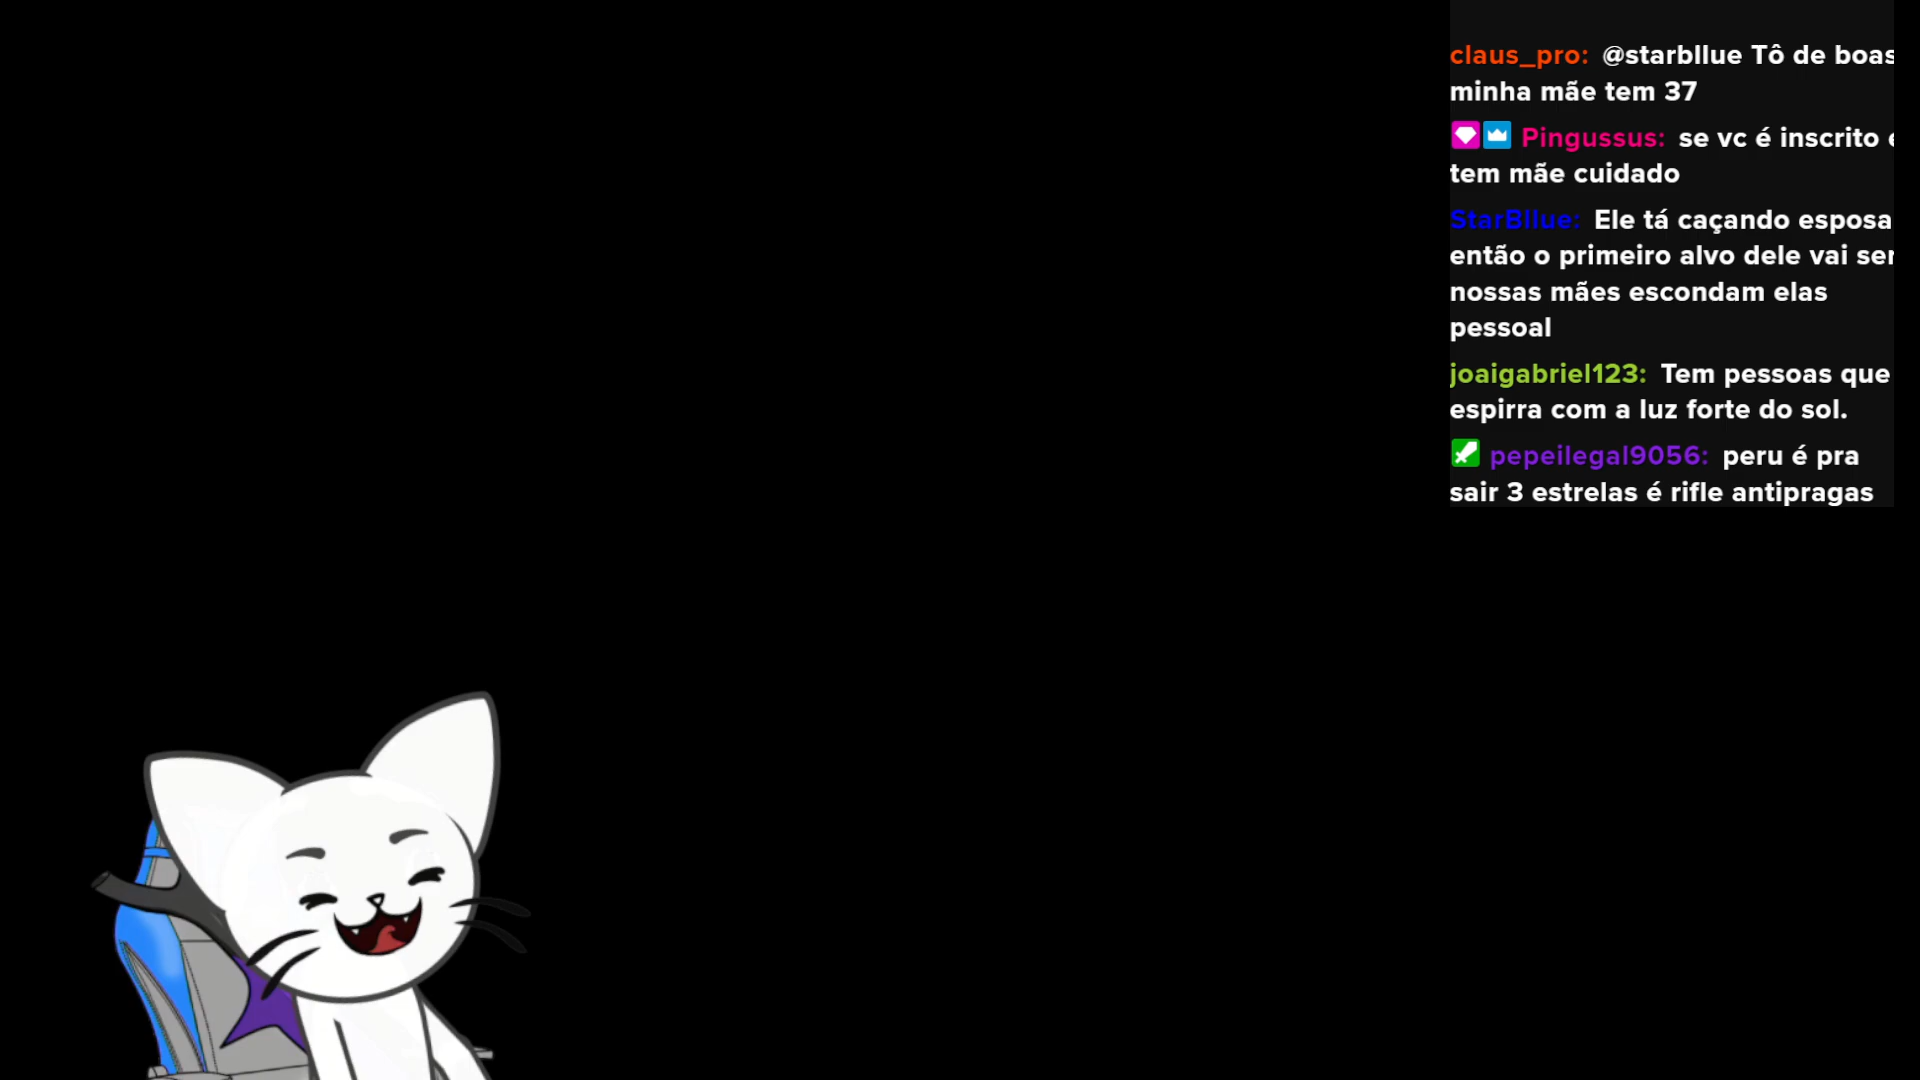 claus_pro: @starbllue Tô de boas
minha mãe tem 37
Pingussus: se vc é inscrito e
tem mãe cuidado
StarBllue: Ele tá caçando esposa
então o primeiro alvo dele vai ser
nossas mães escondam elas
pessoal
joaigabriel123: Tem pessoas que
espirra com a luz forte do sol.
pepeilegal9056: peru é pra
sair 3 estrelas é rifle antipragas